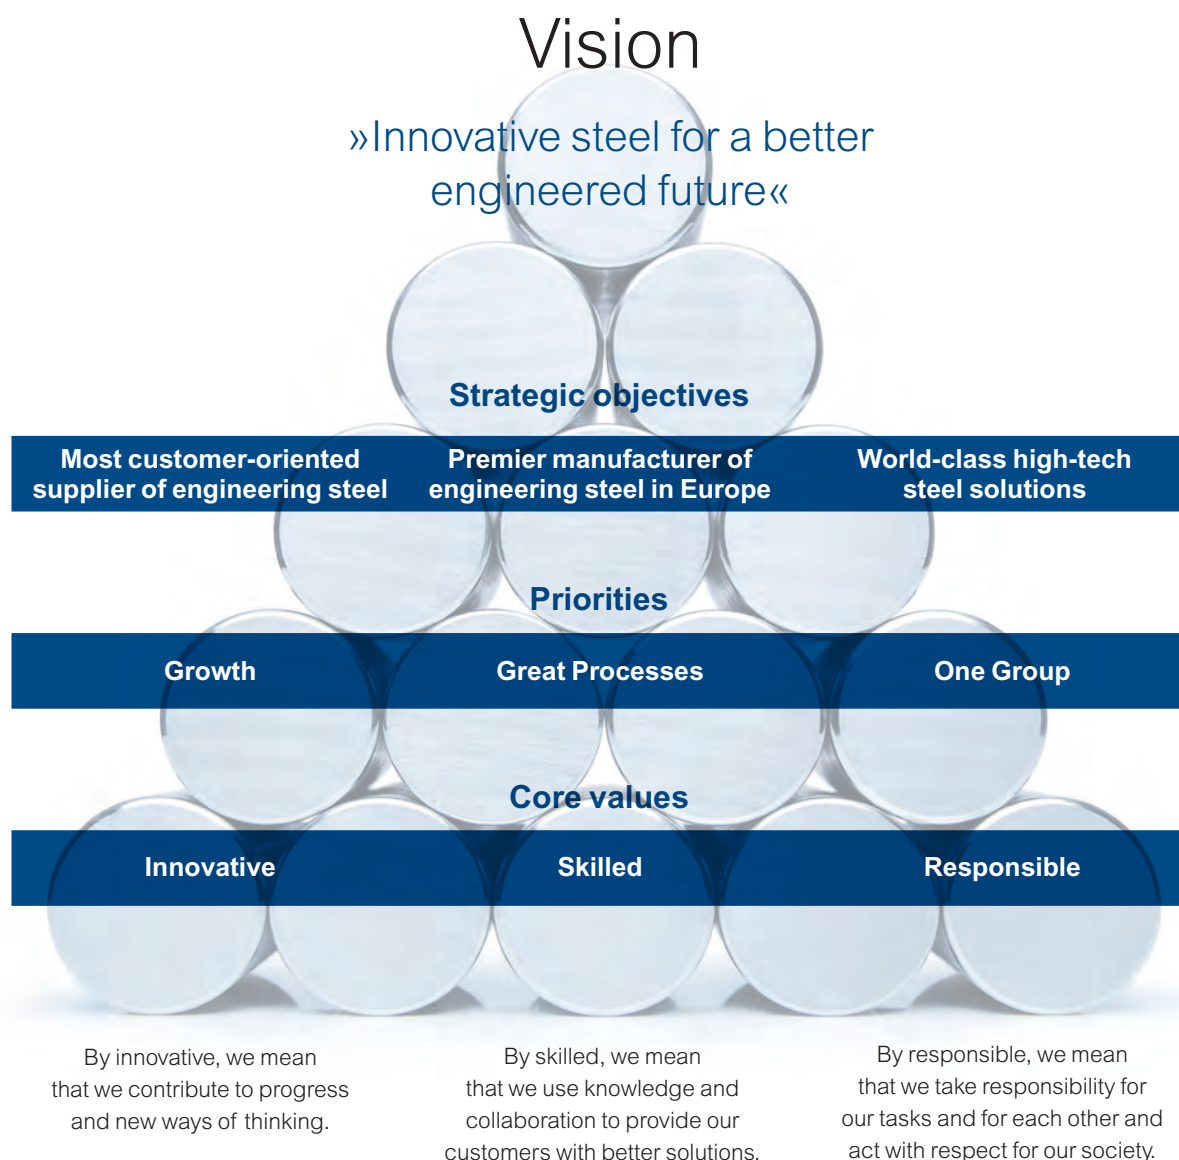 Vision
»Innovative steel for a better
engineered future«
Strategic objectives
Most customer-oriented
supplier of engineering steel
Premier manufacturer of
engineering steel in Europe
World-class high-tech
steel solutions
Priorities
Growth
Great Processes
One Group
Core values
Innovative
Skilled
Responsible
By innovative, we mean
that we contribute to progress
and new ways of thinking.
By skilled, we mean
that we use knowledge and
collaboration to provide our
customers with better solutions.
By responsible, we mean
that we take responsibility for
our tasks and for each other and
act with respect for our society.